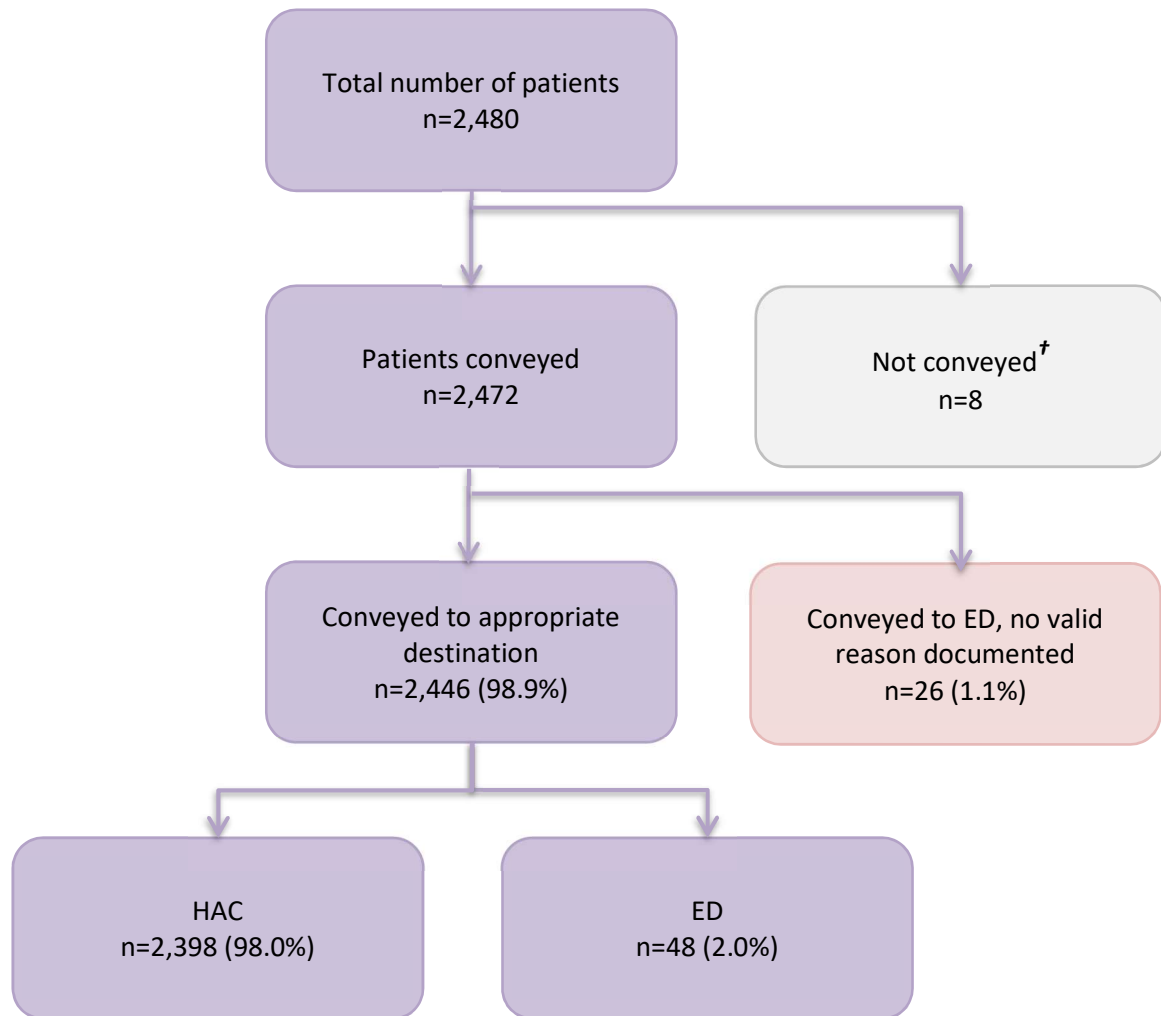 Total number of patients
n=2,480
Patients conveyed
n=2,472
Not conveyed†
n=8
Conveyed to appropriate
destination
n=2,446 (98.9%)
Conveyed to ED, no valid
reason documented
n=26 (1.1%)
HAC
n=2,398 (98.0%)
ED
n=48 (2.0%)